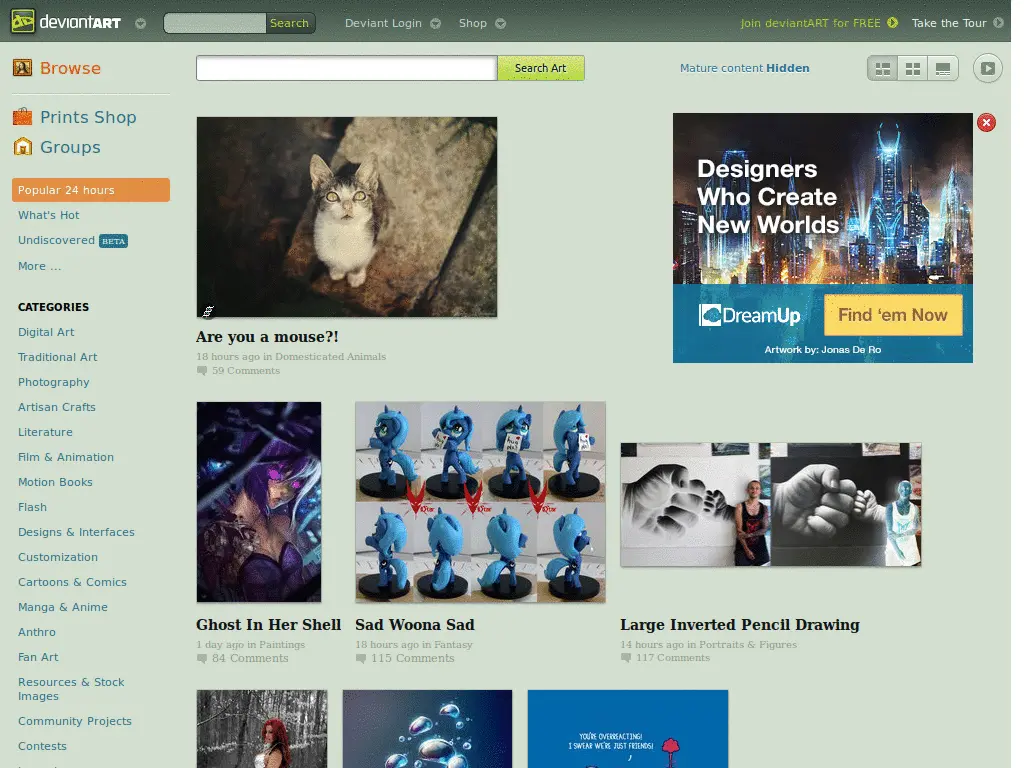 deviantART
Search
Deviant Login
Shop
Join deviantART for FREE
Take the Tour
Browse
Search Art
Mature content Hidden
Prints Shop
Groups
Popular 24 hours
What's Hot
Undiscovered BETA
More ...
CATEGORIES
Digital Art
Traditional Art
Photography
Artisan Crafts
Literature
Film & Animation
Motion Books
Flash
Designs & Interfaces
Customization
Cartoons & Comics
Manga & Anime
Anthro
Fan Art
Resources & Stock
Images
Community Projects
Contests
Are you a mouse?!
18 hours ago in Domesticated Animals
59 Comments
Designers
Who Create
New Worlds
DreamUp
Find 'em Now
Artwork by: Jonas De Ro
Ghost In Her Shell
1 day ago in Paintings
84 Comments
Sad Woona Sad
18 hours ago in Fantasy
115 Comments
Large Inverted Pencil Drawing
14 hours ago in Portraits & Figures
117 Comments
YOU'RE OVERREACTING!
I SWEAR WE'RE JUST FRIENDS!